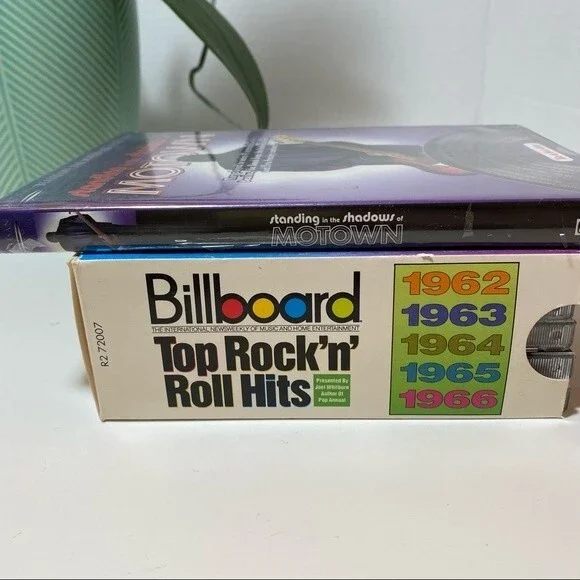 MOTOWN
standing in the shadows of
MOTOWN
Billboard
THE INTERNATIONAL NEWSWEEKLY OF MUSIC AND HOME ENTERTAINMENT
Top Rock'n'
Roll Hits
Presented By
Joel Whitburn
Author Of
Pop Annual
R2 72007
1962
1963
1964
1965
1966